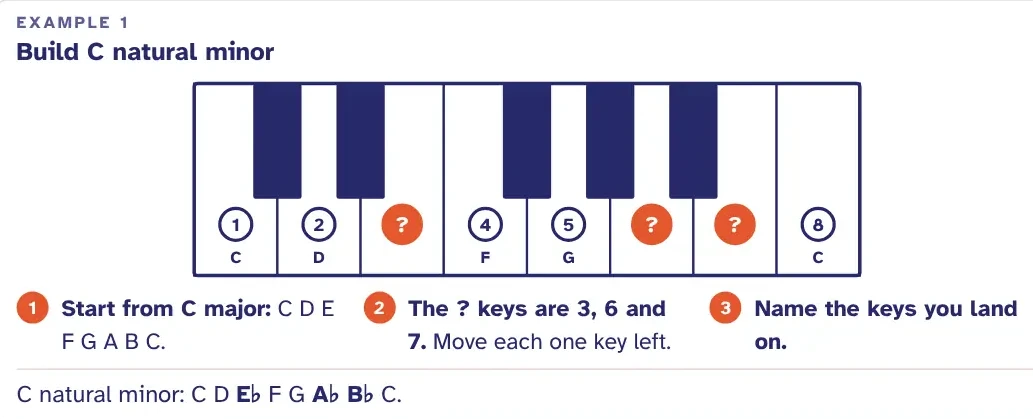 EXAMPLE 1
Build C natural minor
1 2 ? 4 5 ? ? 8
C D F G C
1 Start from C major: C D E
F G A B C.
2 The ? keys are 3, 6 and
7. Move each one key left.
3 Name the keys you land
on.
C natural minor: C D E♭ F G A♭ B♭ C.